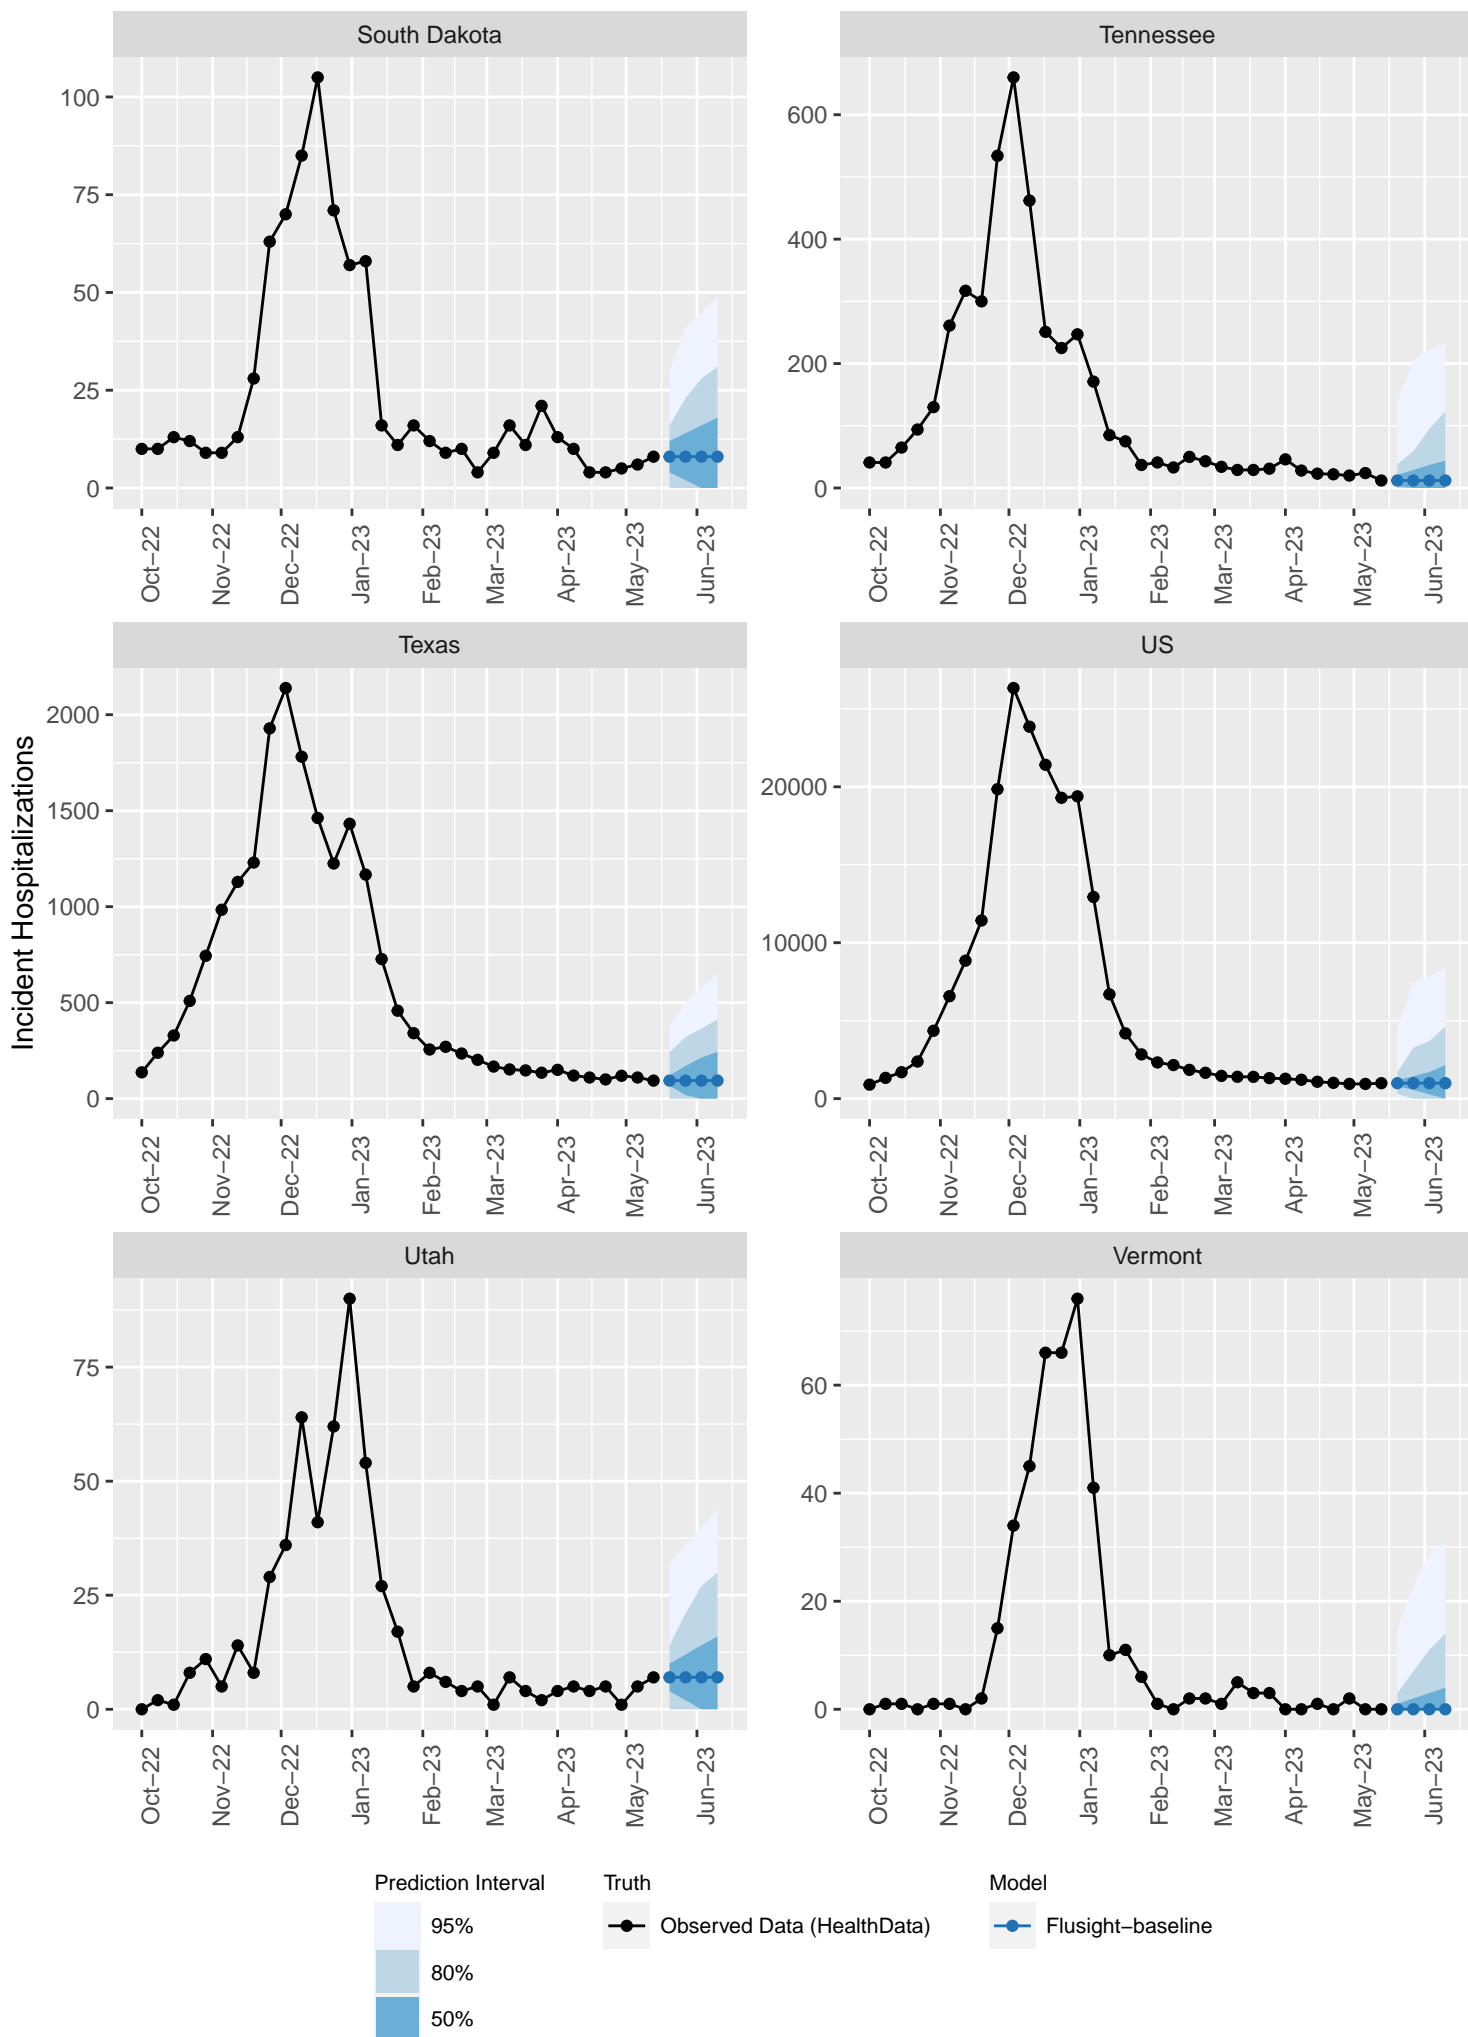 South Dakota
Tennessee
100
75
50
25
0
600
400
200
0
Oct−22
Nov−22
Dec−22
Jan−23
Feb−23
Mar−23
Apr−23
May−23
Jun−23
Oct−22
Nov−22
Dec−22
Jan−23
Feb−23
Mar−23
Apr−23
May−23
Jun−23
Incident Hospitalizations
Texas
US
2000
1500
1000
500
0
20000
10000
0
Oct−22
Nov−22
Dec−22
Jan−23
Feb−23
Mar−23
Apr−23
May−23
Jun−23
Oct−22
Nov−22
Dec−22
Jan−23
Feb−23
Mar−23
Apr−23
May−23
Jun−23
Utah
Vermont
75
50
25
0
60
40
20
0
Oct−22
Nov−22
Dec−22
Jan−23
Feb−23
Mar−23
Apr−23
May−23
Jun−23
Oct−22
Nov−22
Dec−22
Jan−23
Feb−23
Mar−23
Apr−23
May−23
Jun−23
Prediction Interval
95%
80%
50%
Truth
Observed Data (HealthData)
Model
Flusight−baseline